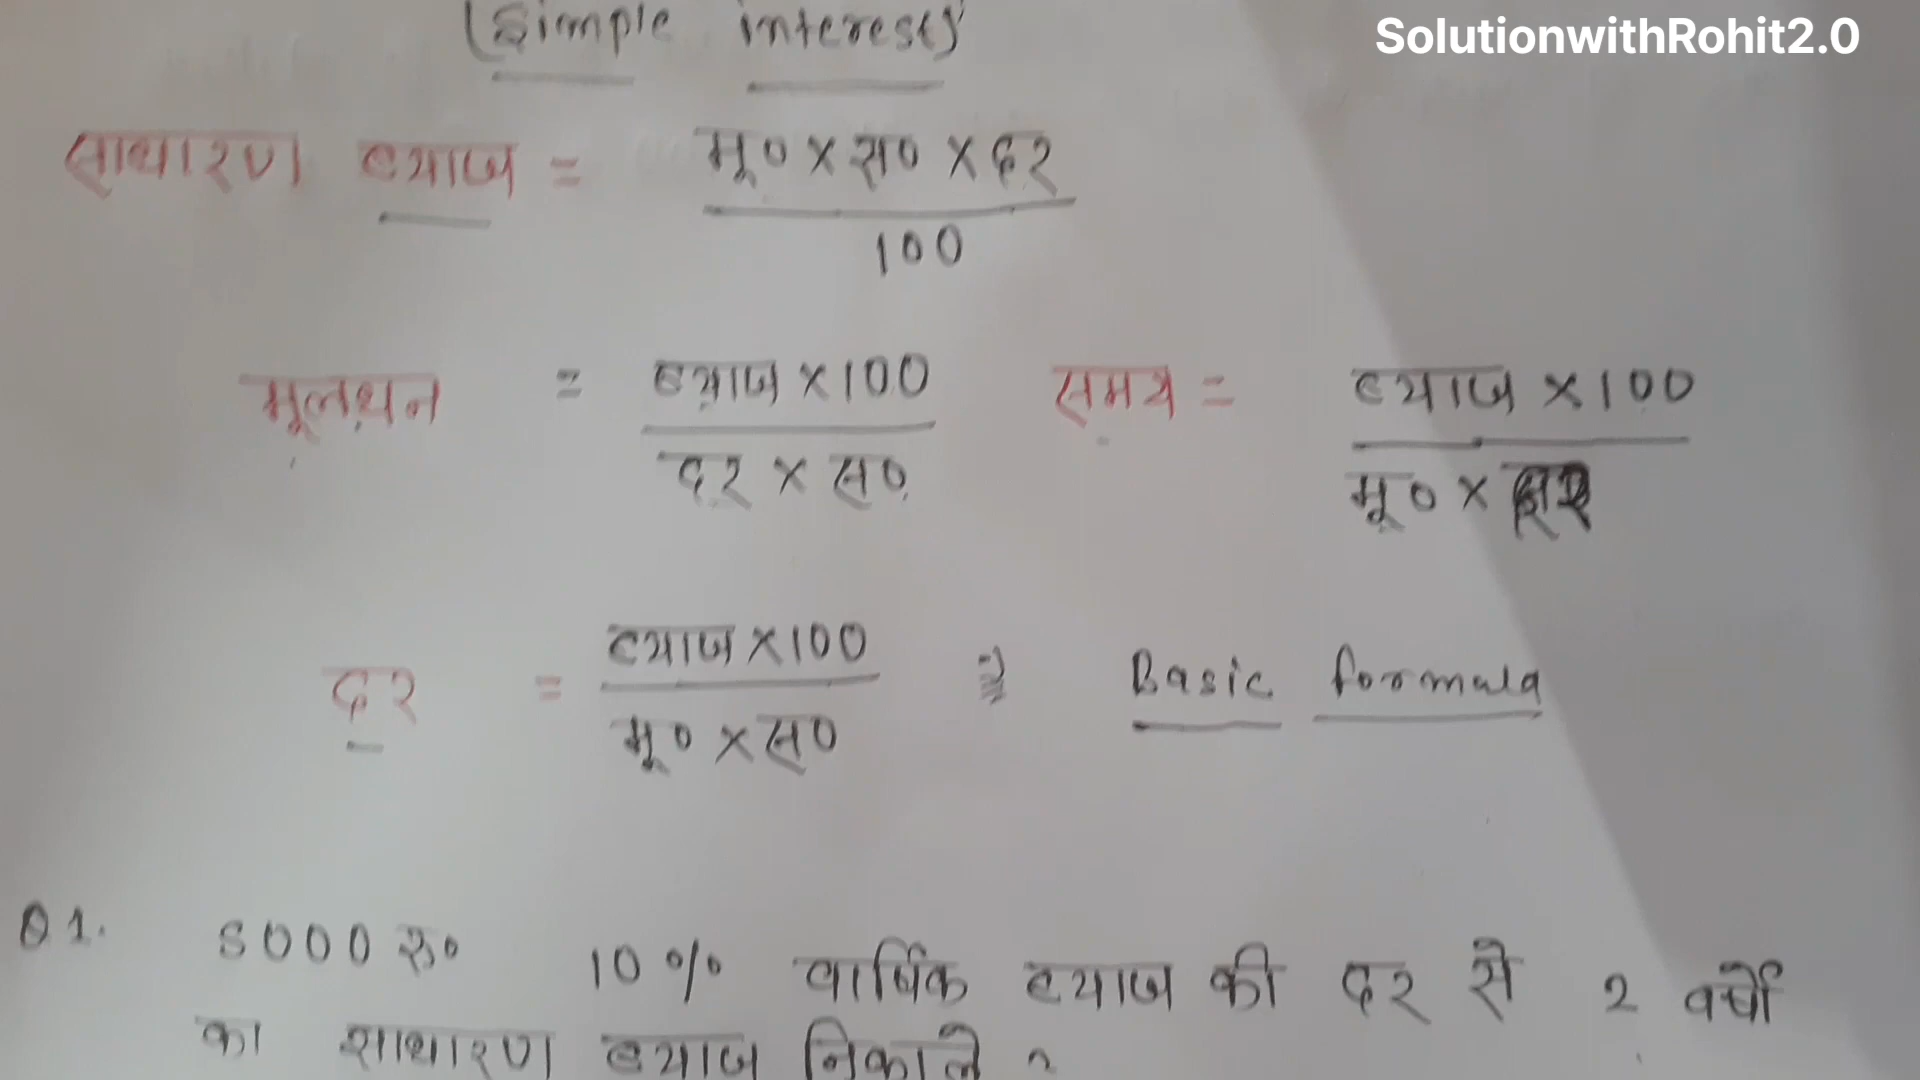 (Simple interest)
SolutionwithRohit2.0
साधारण ब्याज = मू० × स० × दर
100
मूलधन = ब्याज × 100 समय = ब्याज × 100
दर × स० मू० × दर
दर = ब्याज × 100 ⇒ Basic formula
मू० × स०
Q1. 5000 रु० 10% वार्षिक ब्याज की दर से 2 वर्षो
का साधारण ब्याज निकाले ?